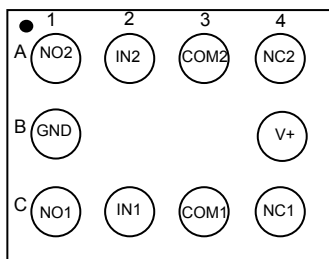 1 2 3 4
A NO2 IN2 COM2 NC2
B GND V+
C NO1 IN1 COM1 NC1